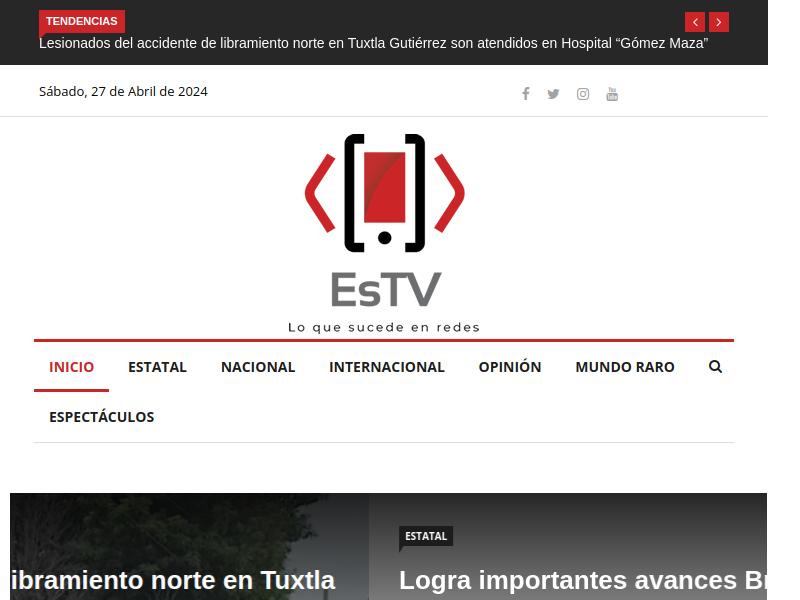 TENDENCIAS
Lesionados del accidente de libramiento norte en Tuxtla Gutiérrez son atendidos en Hospital “Gómez Maza”
Sábado, 27 de Abril de 2024
EsTV
Lo que sucede en redes
INICIO ESTATAL NACIONAL INTERNACIONAL OPINIÓN MUNDO RARO
ESPECTÁCULOS
ESTATAL
ibramiento norte en Tuxtla
Logra importantes avances Br